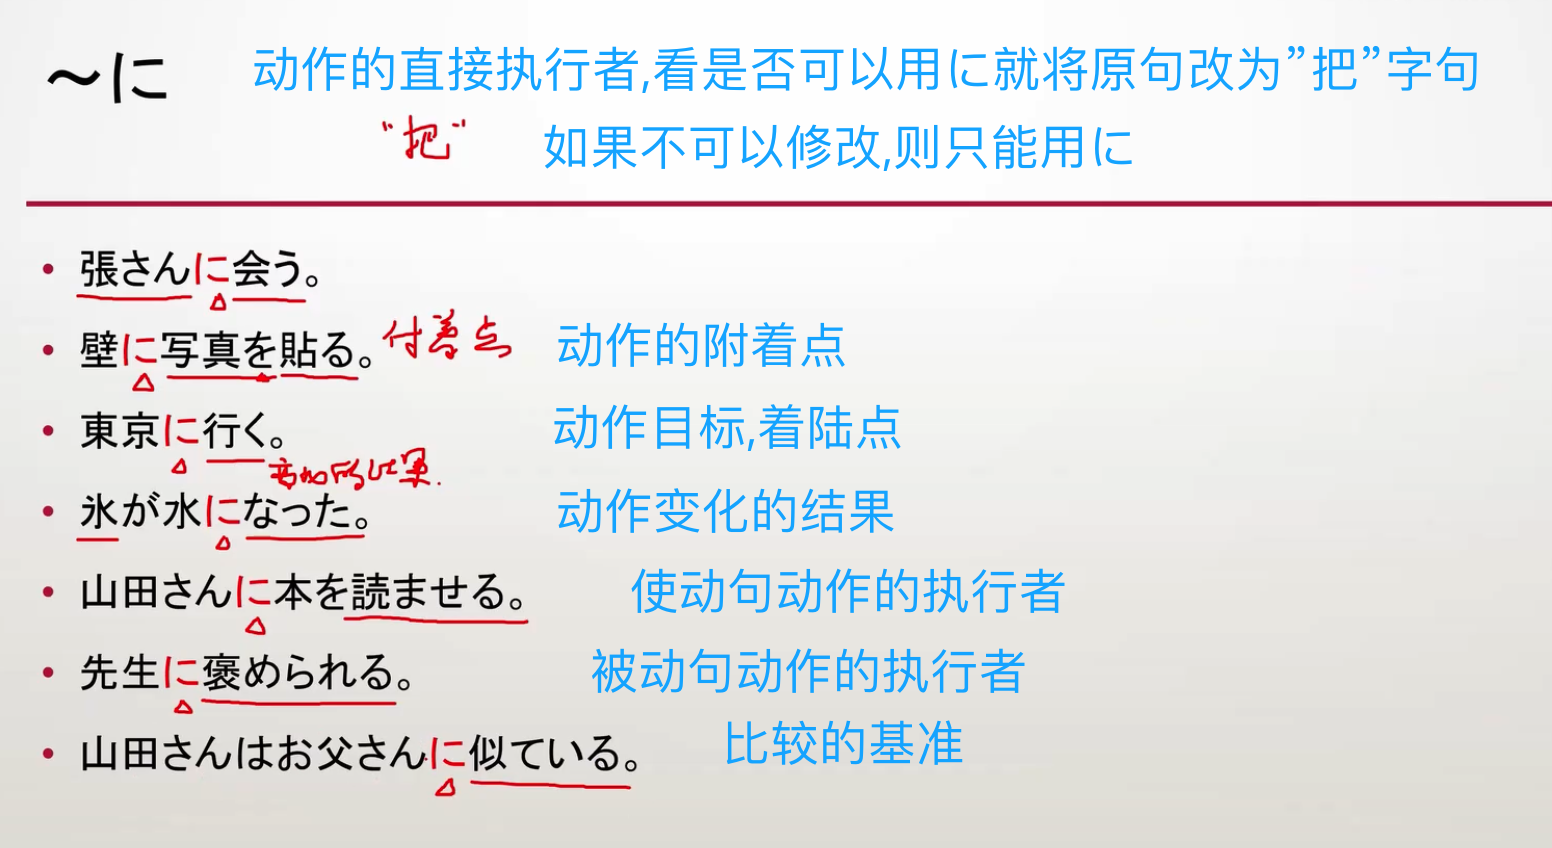 ～に 动作的直接执行者,看是否可以用に就将原句改为”把”字句
“把” 如果不可以修改,则只能用に
• 張さんに会う。
• 壁に写真を貼る。 付着点 动作的附着点
• 東京に行く。 动作目标,着陆点
• 氷が水になった。 动作变化的结果
• 山田さんに本を読ませる。 使动句动作的执行者
• 先生に褒められる。 被动句动作的执行者
• 山田さんはお父さんに似ている。 比较的基准